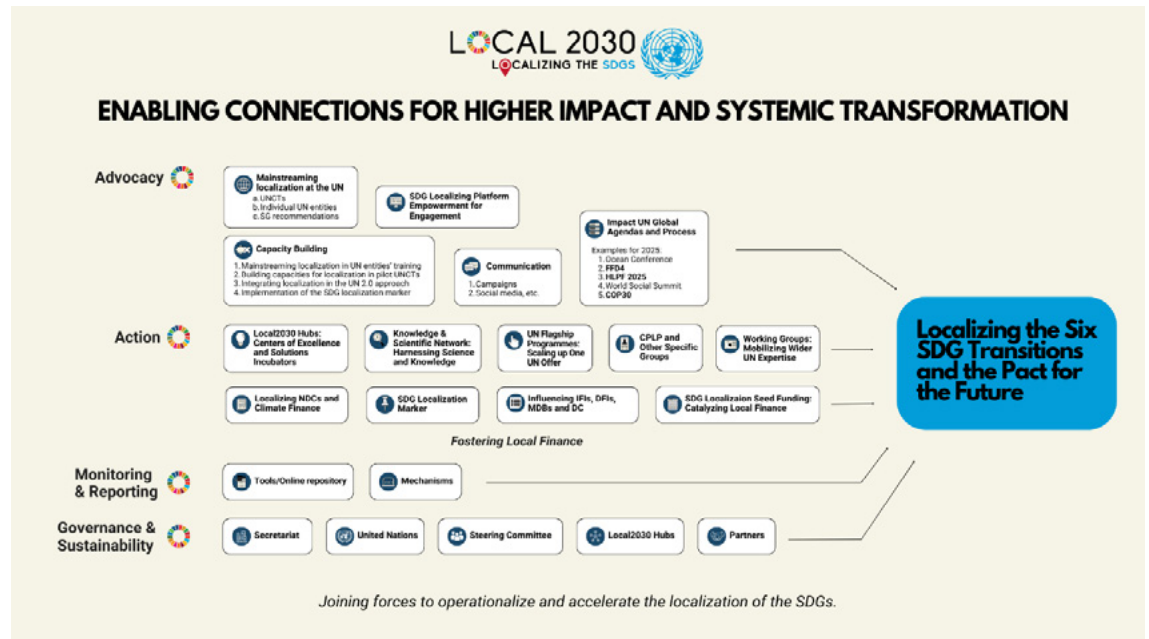 LOCAL 2030
LOCALIZING THE SDGS
ENABLING CONNECTIONS FOR HIGHER IMPACT AND SYSTEMIC TRANSFORMATION
Advocacy
Mainstreaming
localization at the UN
a. UNCTs
b. Individual UN entities
c. SG recommendations
SDG Localizing Platform
Empowerment for
Engagement
Impact UN Global
Agendas and Process
Examples for 2025:
1. Ocean Conference
2. FFD4
3. HLPF 2025
4. World Social Summit
5. COP30
Capacity Building
1. Mainstreaming localization in UN entities' training
2. Building capacities for localization in pilot UNCTs
3. Integrating localization in the UN 2.0 approach
4. Implementation of the SDG localization marker
Communication
1. Campaigns
2. Social media, etc.
Action
Local2030 Hubs:
Centers of Excellence
and Solutions
Incubators
Knowledge &
Scientific Network:
Harnessing Science
and Knowledge
UN Flagship
Programmes:
Scaling up One
UN Offer
CPLP and
Other Specific
Groups
Working Groups:
Mobilizing Wider
UN Expertise
Localizing the Six
SDG Transitions
and the Pact for
the Future
Localizing NDCs and
Climate Finance
SDG Localization
Marker
Influencing IFIs, DFIs,
MDBs and DC
SDG Localizaion Seed Funding:
Catalyzing Local Finance
Fostering Local Finance
Monitoring
& Reporting
Tools/Online repository
Mechanisms
Governance &
Sustainability
Secretariat
United Nations
Steering Committee
Local2030 Hubs
Partners
Joining forces to operationalize and accelerate the localization of the SDGs.